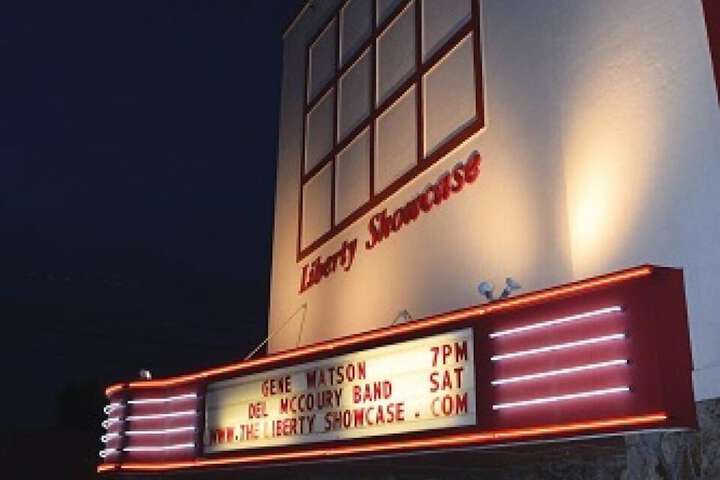 Liberty Showcase
GENE WATSON 7PM
DEL MCCOURY BAND SAT
WWW.THE LIBERTY SHOWCASE.COM